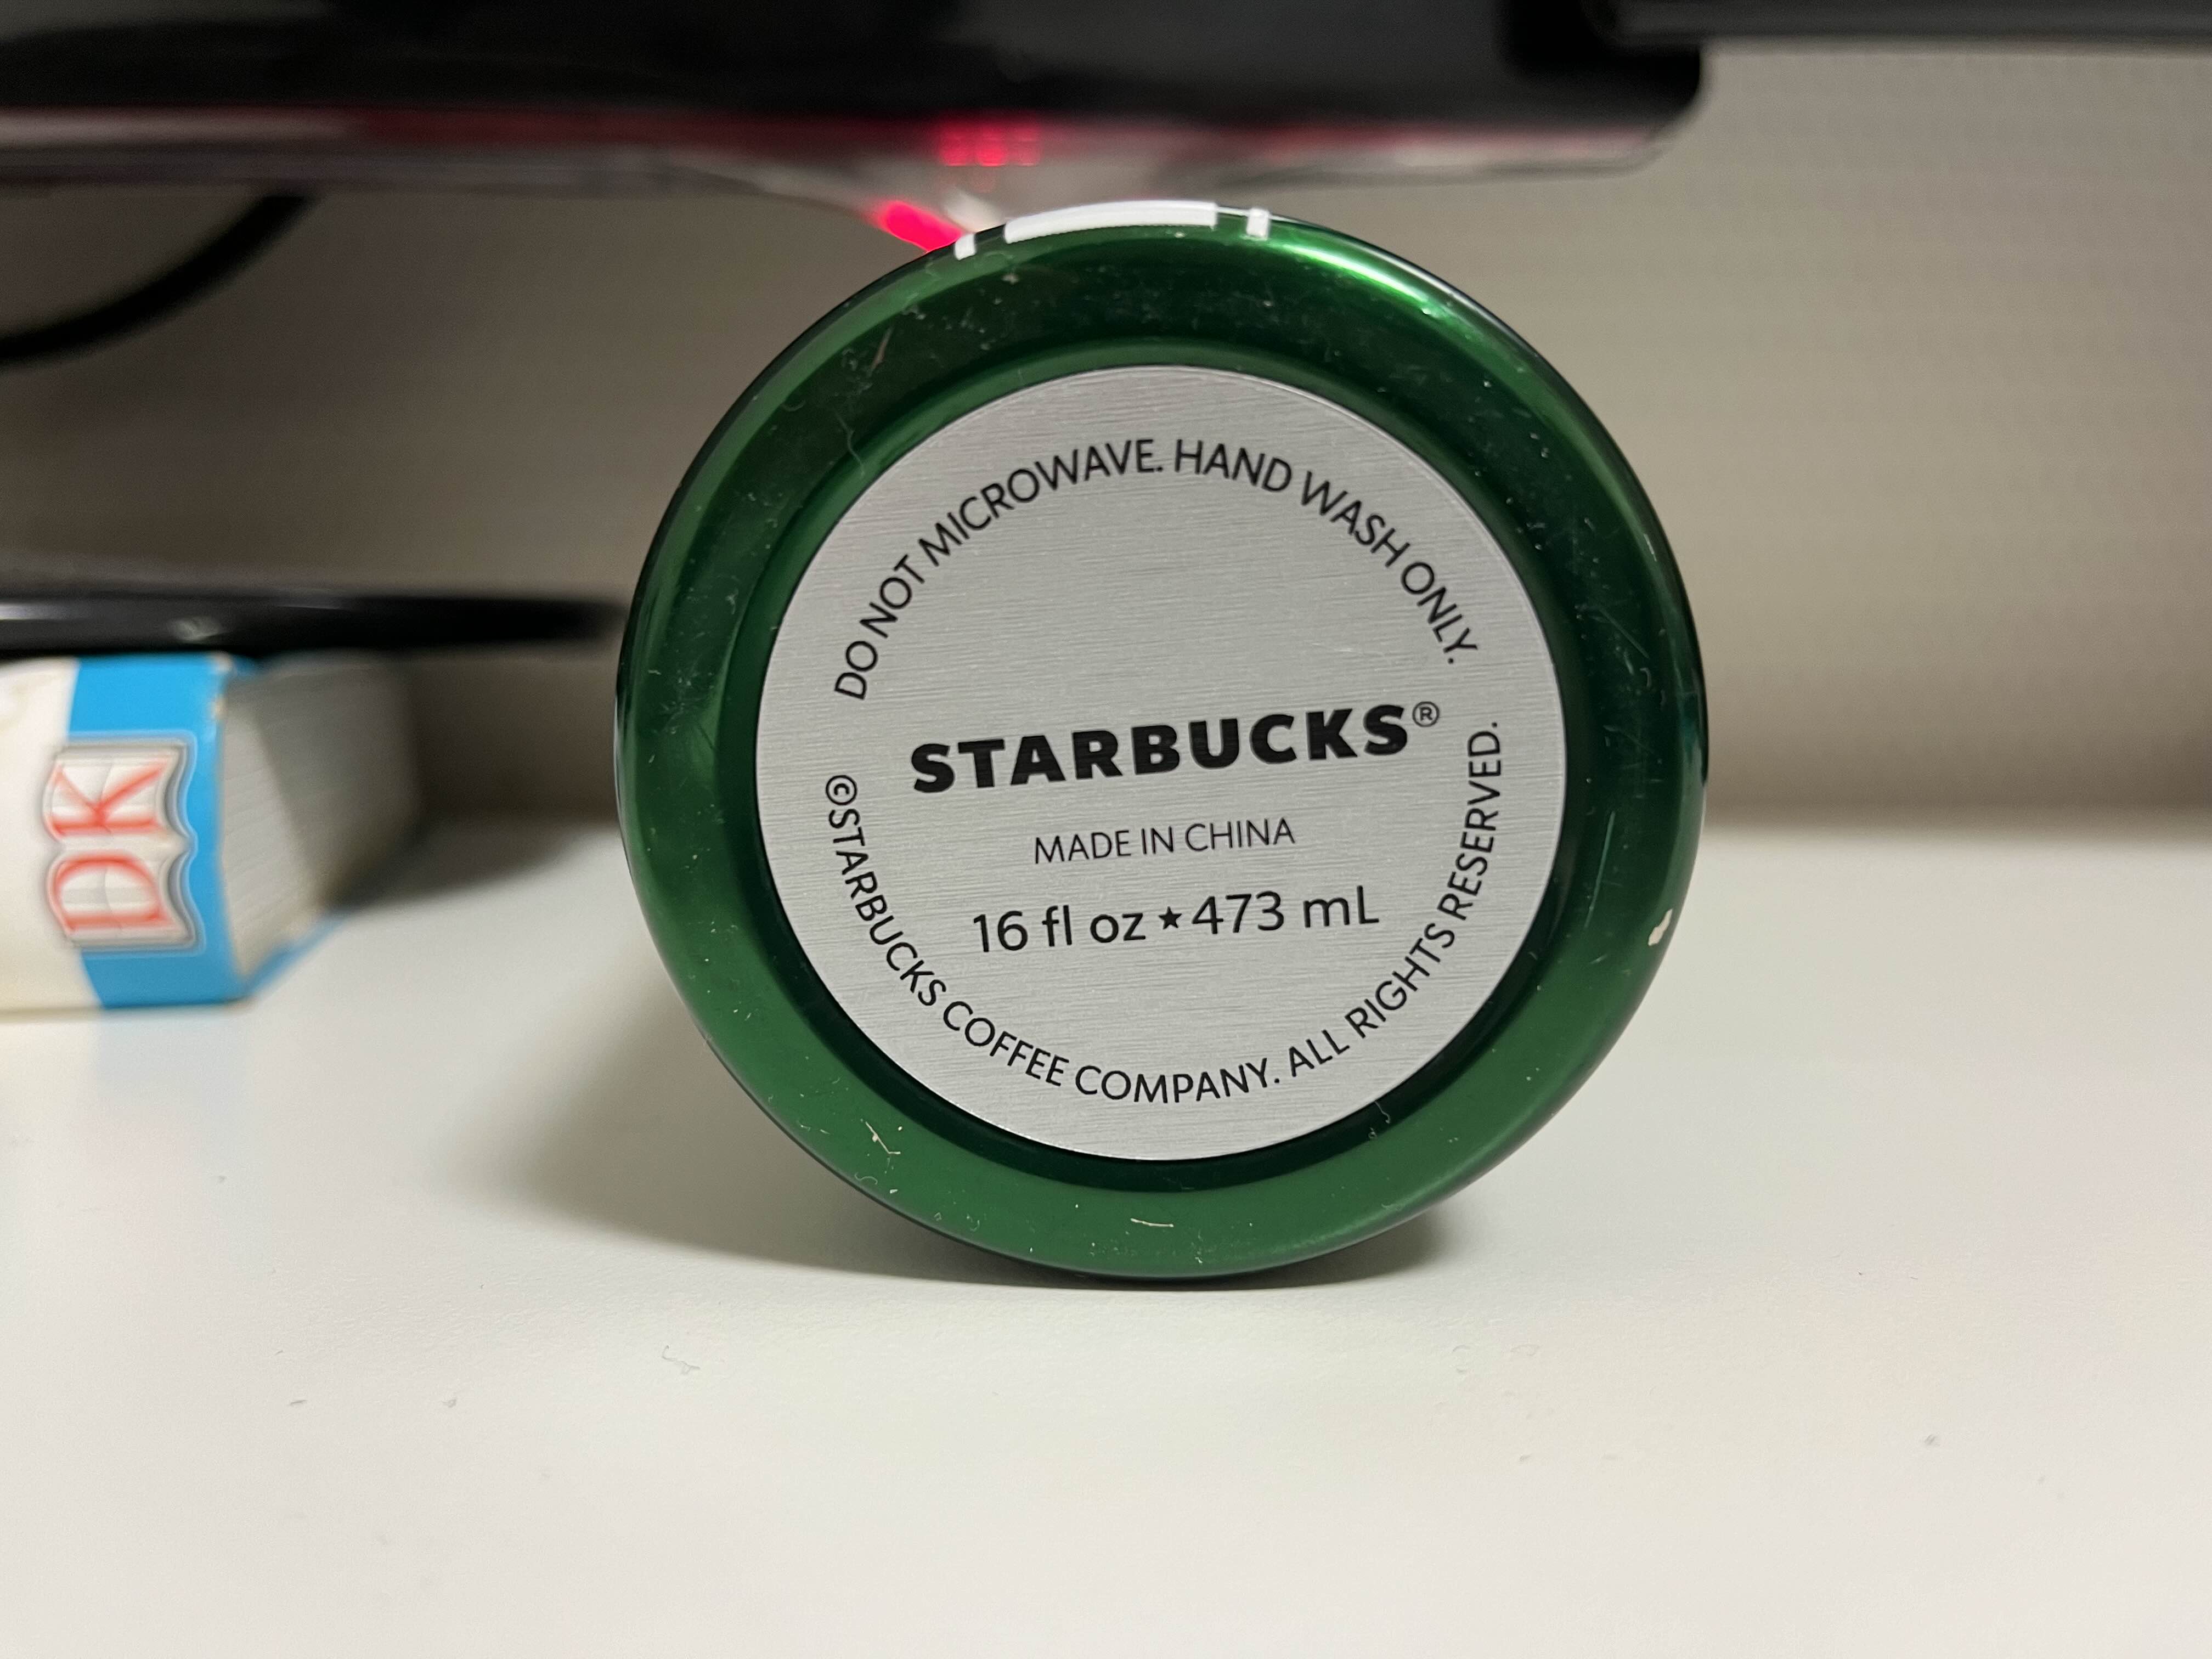 DO NOT MICROWAVE. HAND WASH ONLY.
STARBUCKS®
MADE IN CHINA
16 fl oz ★ 473 mL
©STARBUCKS COFFEE COMPANY. ALL RIGHTS RESERVED.
DK